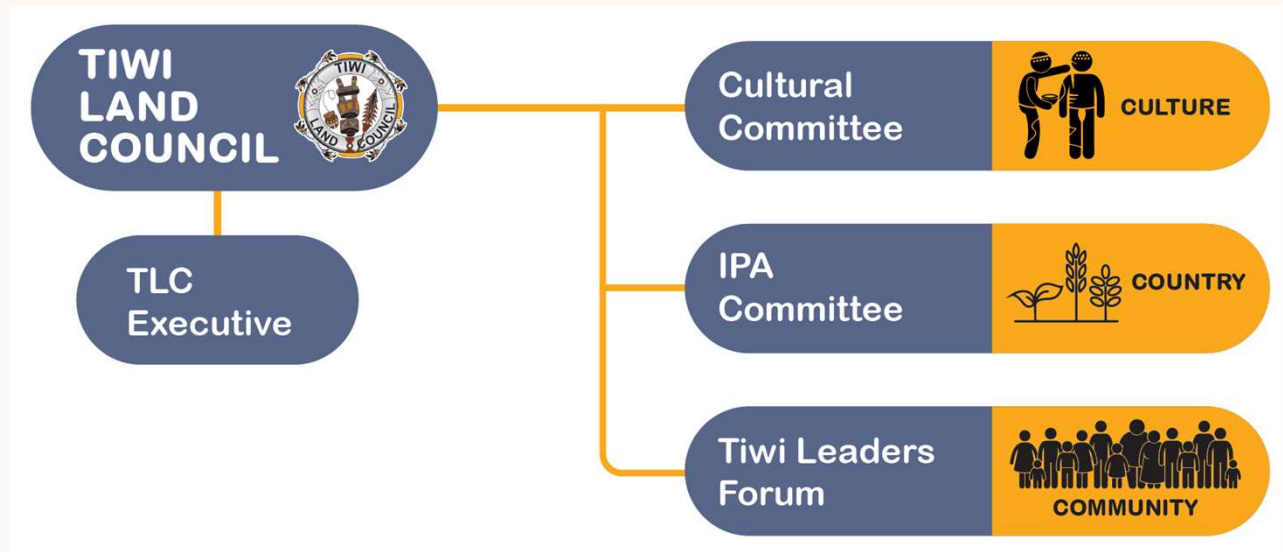 TIWI
LAND
COUNCIL
TIWI
LAND COUNCIL
TLC
Executive
Cultural
Committee
CULTURE
IPA
Committee
COUNTRY
Tiwi Leaders
Forum
COMMUNITY